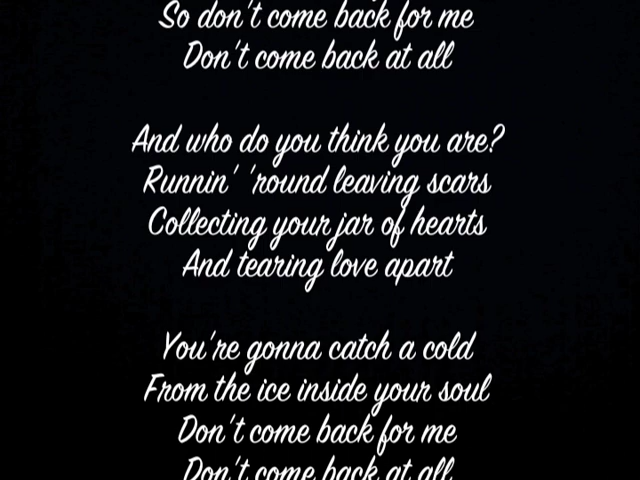 So don't come back for me
Don't come back at all
And who do you think you are?
Runnin' 'round leaving scars
Collecting your jar of hearts
And tearing love apart
You're gonna catch a cold
From the ice inside your soul
Don't come back for me
Don't come back at all